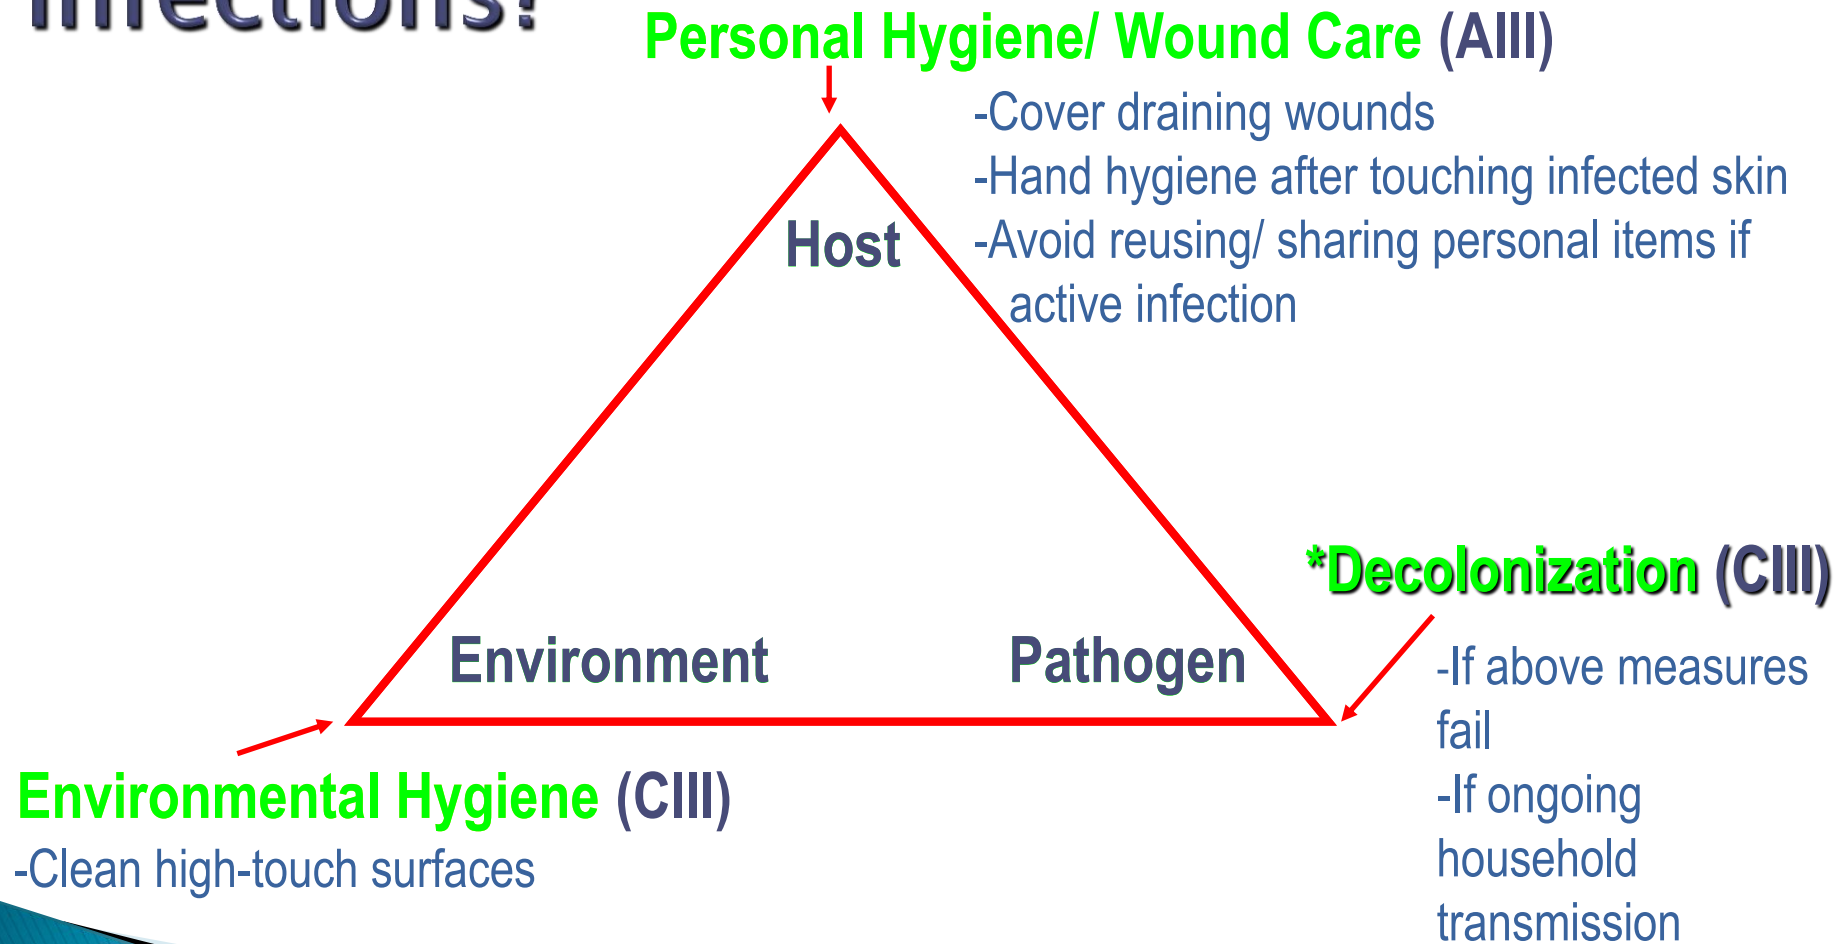 Infections?
Personal Hygiene/ Wound Care (AIII)
-Cover draining wounds
-Hand hygiene after touching infected skin
-Avoid reusing/ sharing personal items if
active infection
Host
Environment
Pathogen
*Decolonization (CIII)
-If above measures
fail
-If ongoing
household
transmission
Environmental Hygiene (CIII)
-Clean high-touch surfaces